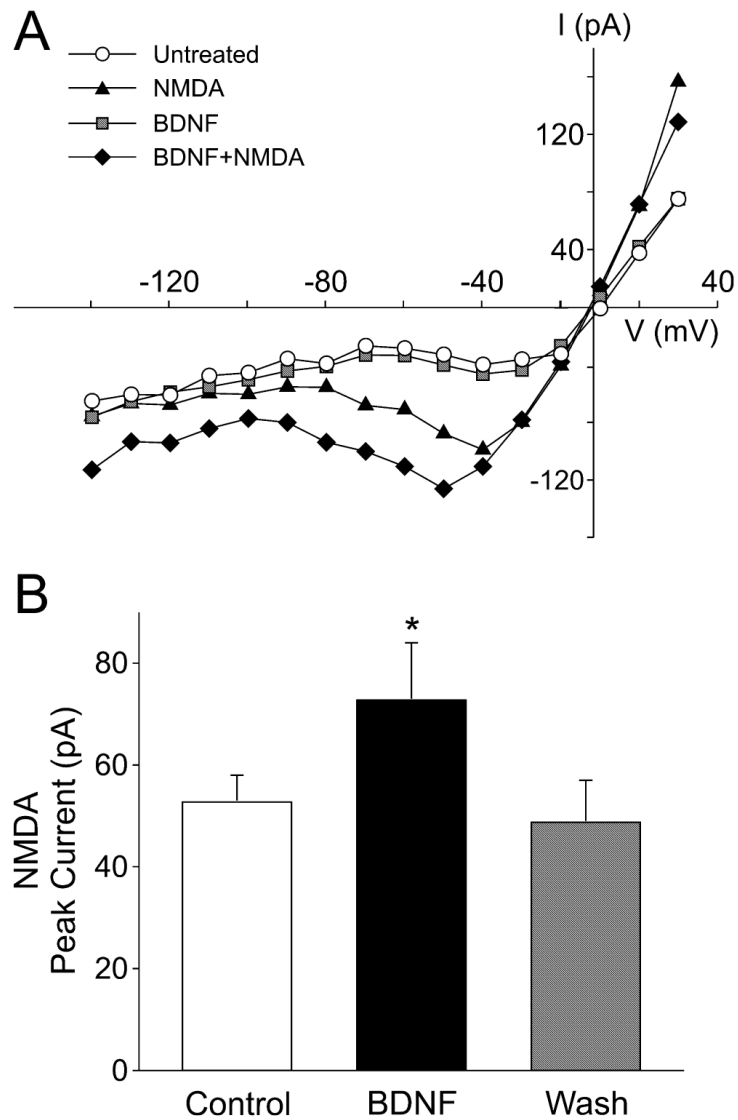 A
I (pA)
Untreated
NMDA
BDNF
BDNF+NMDA
120
40
-120
-80
-40
40
V (mV)
-120
B
NMDA
Peak Current (pA)
80
60
40
20
0
*
Control
BDNF
Wash